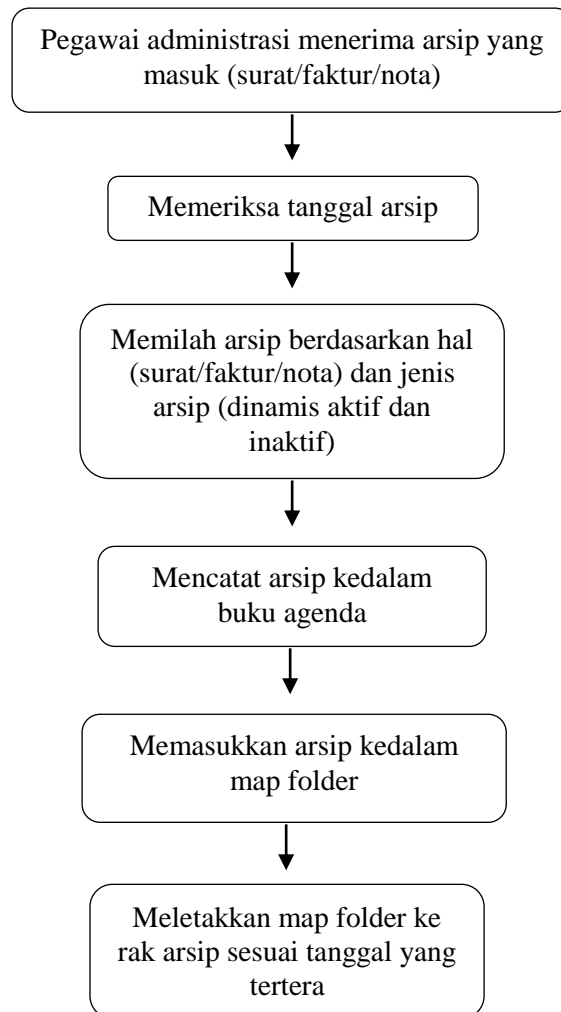 Pegawai administrasi menerima arsip yang
masuk (surat/faktur/nota)
Memeriksa tanggal arsip
Memilah arsip berdasarkan hal
(surat/faktur/nota) dan jenis
arsip (dinamis aktif dan
inaktif)
Mencatat arsip kedalam
buku agenda
Memasukkan arsip kedalam
map folder
Meletakkan map folder ke
rak arsip sesuai tanggal yang
tertera